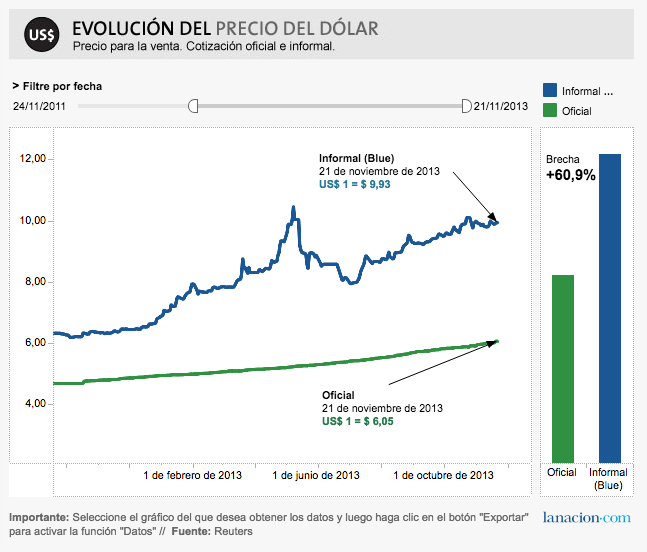 US$
EVOLUCIÓN DEL PRECIO DEL DÓLAR
Precio para la venta. Cotización oficial e informal.
> Filtre por fecha
24/11/2011
21/11/2013
Informal ...
Oficial
12,00
10,00
8,00
6,00
4,00
Informal (Blue)
21 de noviembre de 2013
US$ 1 = $ 9,93
Oficial
21 de noviembre de 2013
US$ 1 = $ 6,05
1 de febrero de 2013
1 de junio de 2013
1 de octubre de 2013
Brecha
+60,9%
Oficial
Informal
(Blue)
Importante: Seleccione el gráfico del que desea obtener los datos y luego haga clic en el botón "Exportar"
para activar la función "Datos" // Fuente: Reuters
lanacion.com